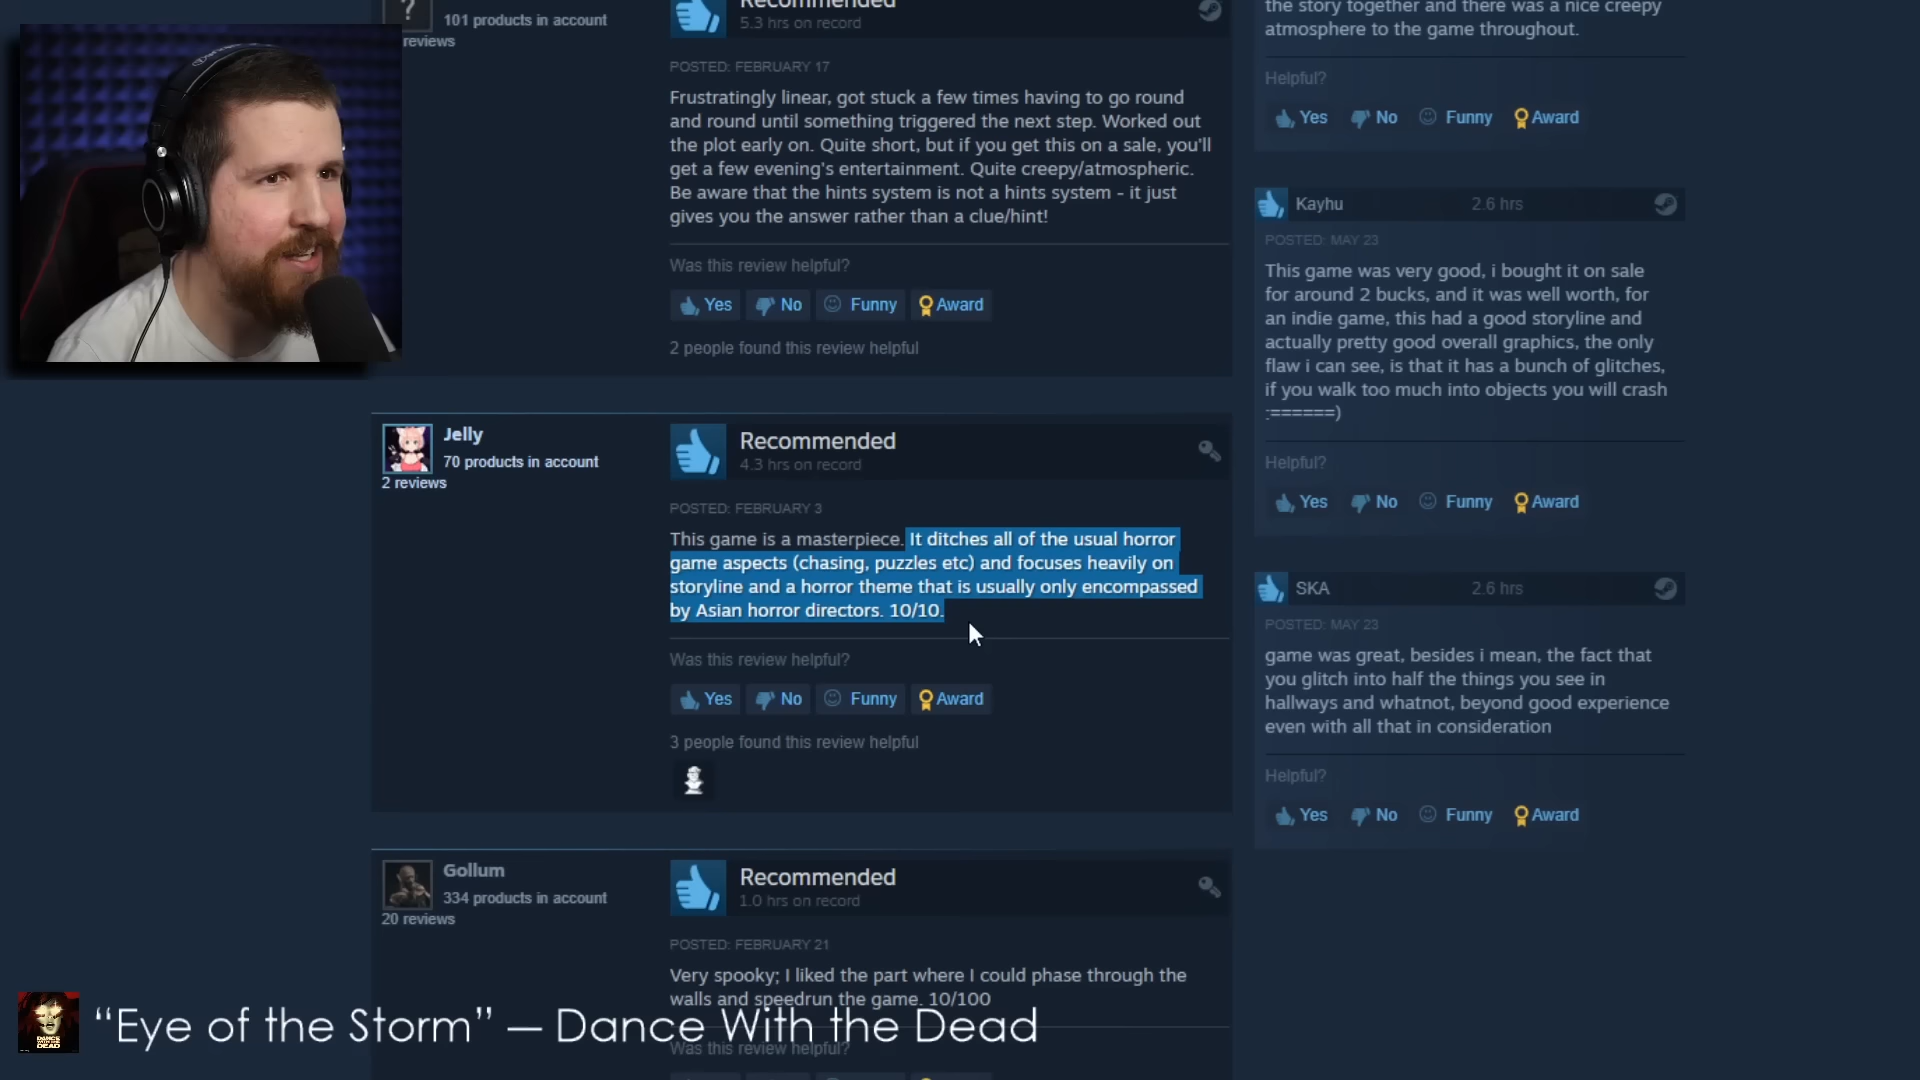 ?
101 products in account
reviews
Recommended
5.3 hrs on record
POSTED: FEBRUARY 17
Frustratingly linear, got stuck a few times having to go round
and round until something triggered the next step. Worked out
the plot early on. Quite short, but if you get this on a sale, you'll
get a few evening's entertainment. Quite creepy/atmospheric.
Be aware that the hints system is not a hints system - it just
gives you the answer rather than a clue/hint!
Was this review helpful?
Yes
No
Funny
Award
2 people found this review helpful
Jelly
70 products in account
2 reviews
Recommended
4.3 hrs on record
POSTED: FEBRUARY 3
This game is a masterpiece. It ditches all of the usual horror
game aspects (chasing, puzzles etc) and focuses heavily on
storyline and a horror theme that is usually only encompassed
by Asian horror directors. 10/10.
Was this review helpful?
Yes
No
Funny
Award
3 people found this review helpful
Gollum
334 products in account
20 reviews
Recommended
1.0 hrs on record
POSTED: FEBRUARY 21
Very spooky; I liked the part where I could phase through the
walls and speedrun the game. 10/100
Was this review helpful?
the story together and there was a nice creepy
atmosphere to the game throughout.
Helpful?
Yes
No
Funny
Award
Kayhu
2.6 hrs
POSTED: MAY 23
This game was very good, i bought it on sale
for around 2 bucks, and it was well worth, for
an indie game, this had a good storyline and
actually pretty good overall graphics, the only
flaw i can see, is that it has a bunch of glitches,
if you walk too much into objects you will crash
:======)
Helpful?
Yes
No
Funny
Award
SKA
2.6 hrs
POSTED: MAY 23
game was great, besides i mean, the fact that
you glitch into half the things you see in
hallways and whatnot, beyond good experience
even with all that in consideration
Helpful?
Yes
No
Funny
Award
DANCE
WITH THE
DEAD
“Eye of the Storm” — Dance With the Dead